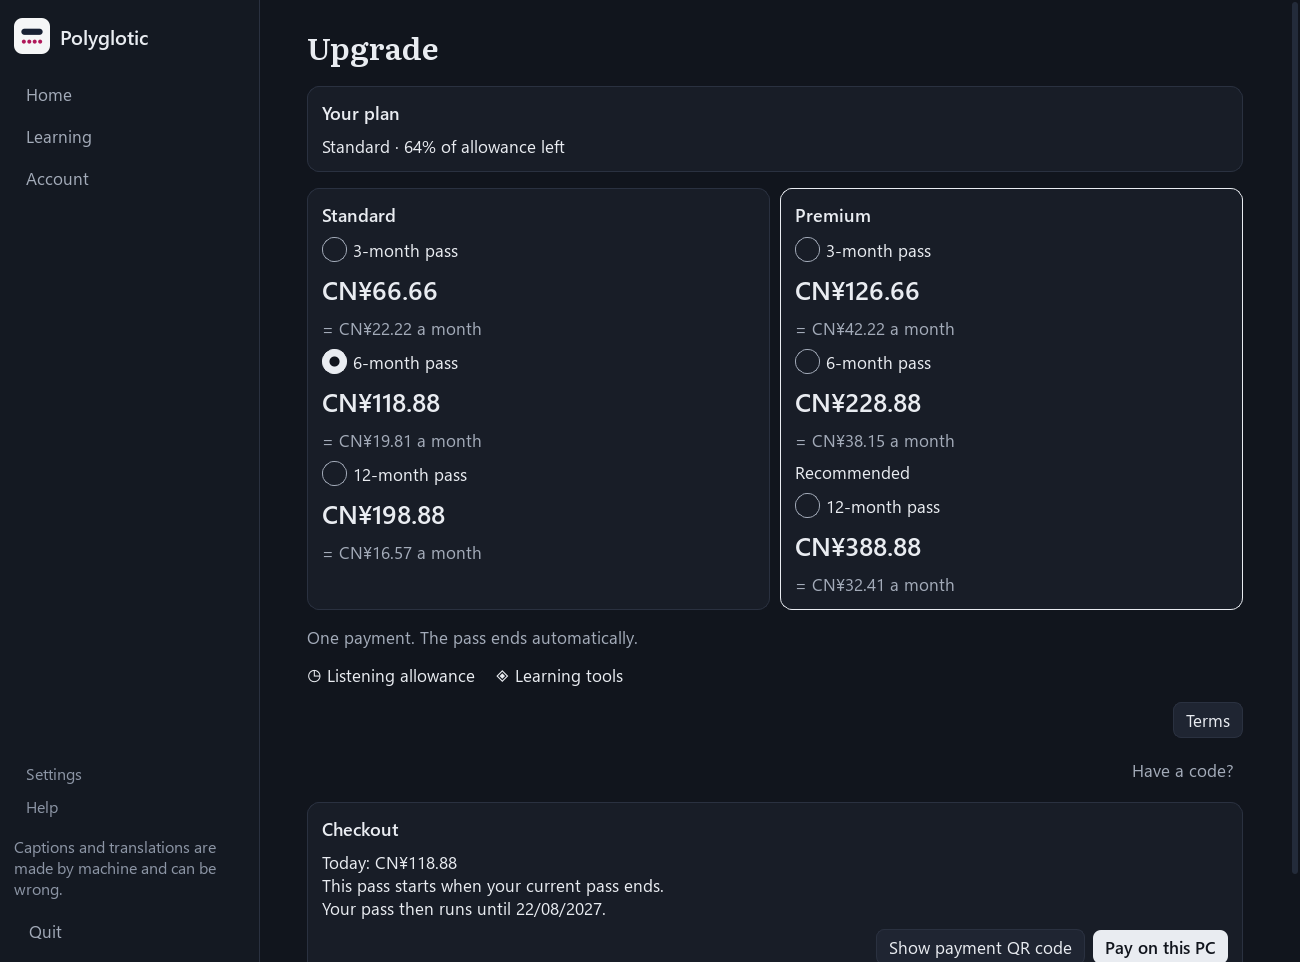 Polyglotic
Home
Learning
Account
Settings
Help
Captions and translations are
made by machine and can be
wrong.
Quit
Upgrade
Your plan
Standard · 64% of allowance left
Standard
3-month pass
CN¥66.66
= CN¥22.22 a month
6-month pass
CN¥118.88
= CN¥19.81 a month
12-month pass
CN¥198.88
= CN¥16.57 a month
Premium
3-month pass
CN¥126.66
= CN¥42.22 a month
6-month pass
CN¥228.88
= CN¥38.15 a month
Recommended
12-month pass
CN¥388.88
= CN¥32.41 a month
One payment. The pass ends automatically.
Listening allowance
Learning tools
Terms
Have a code?
Checkout
Today: CN¥118.88
This pass starts when your current pass ends.
Your pass then runs until 22/08/2027.
Show payment QR code
Pay on this PC